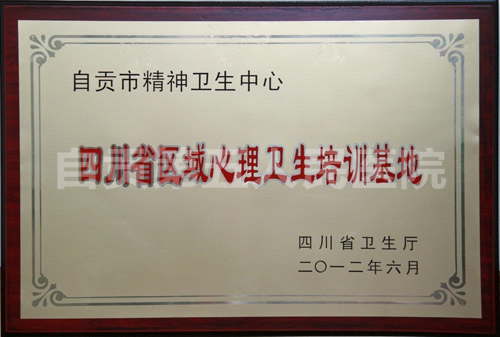 自贡市精神卫生中心
四川省区域心理卫生培训基地
四川省卫生厅
二〇一二年六月